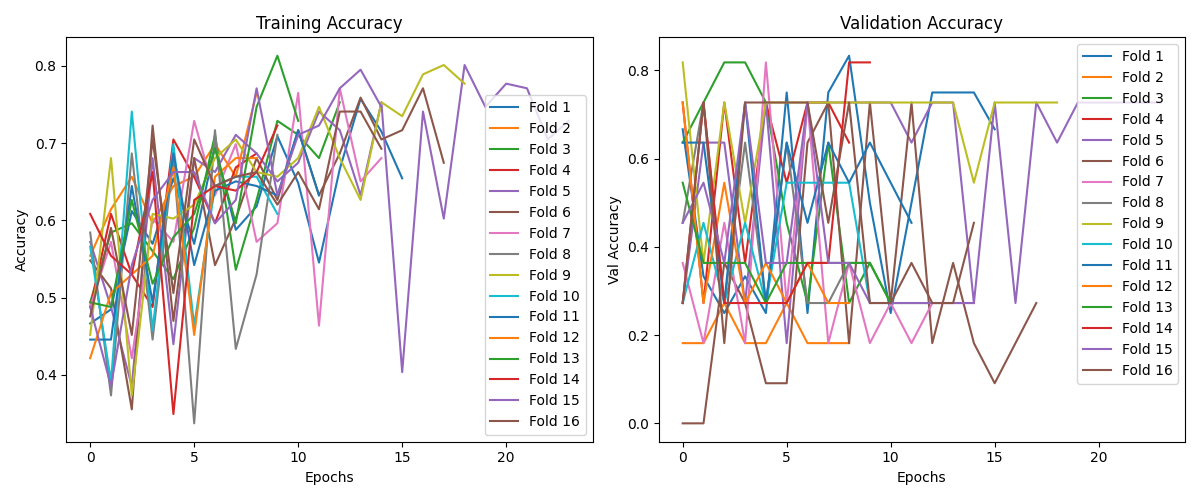 Training Accuracy
Accuracy
0.8
0.7
0.6
0.5
0.4
0
5
10
15
20
Epochs
Fold 1
Fold 2
Fold 3
Fold 4
Fold 5
Fold 6
Fold 7
Fold 8
Fold 9
Fold 10
Fold 11
Fold 12
Fold 13
Fold 14
Fold 15
Fold 16
Validation Accuracy
Val Accuracy
0.8
0.6
0.4
0.2
0.0
0
5
10
15
20
Epochs
Fold 1
Fold 2
Fold 3
Fold 4
Fold 5
Fold 6
Fold 7
Fold 8
Fold 9
Fold 10
Fold 11
Fold 12
Fold 13
Fold 14
Fold 15
Fold 16